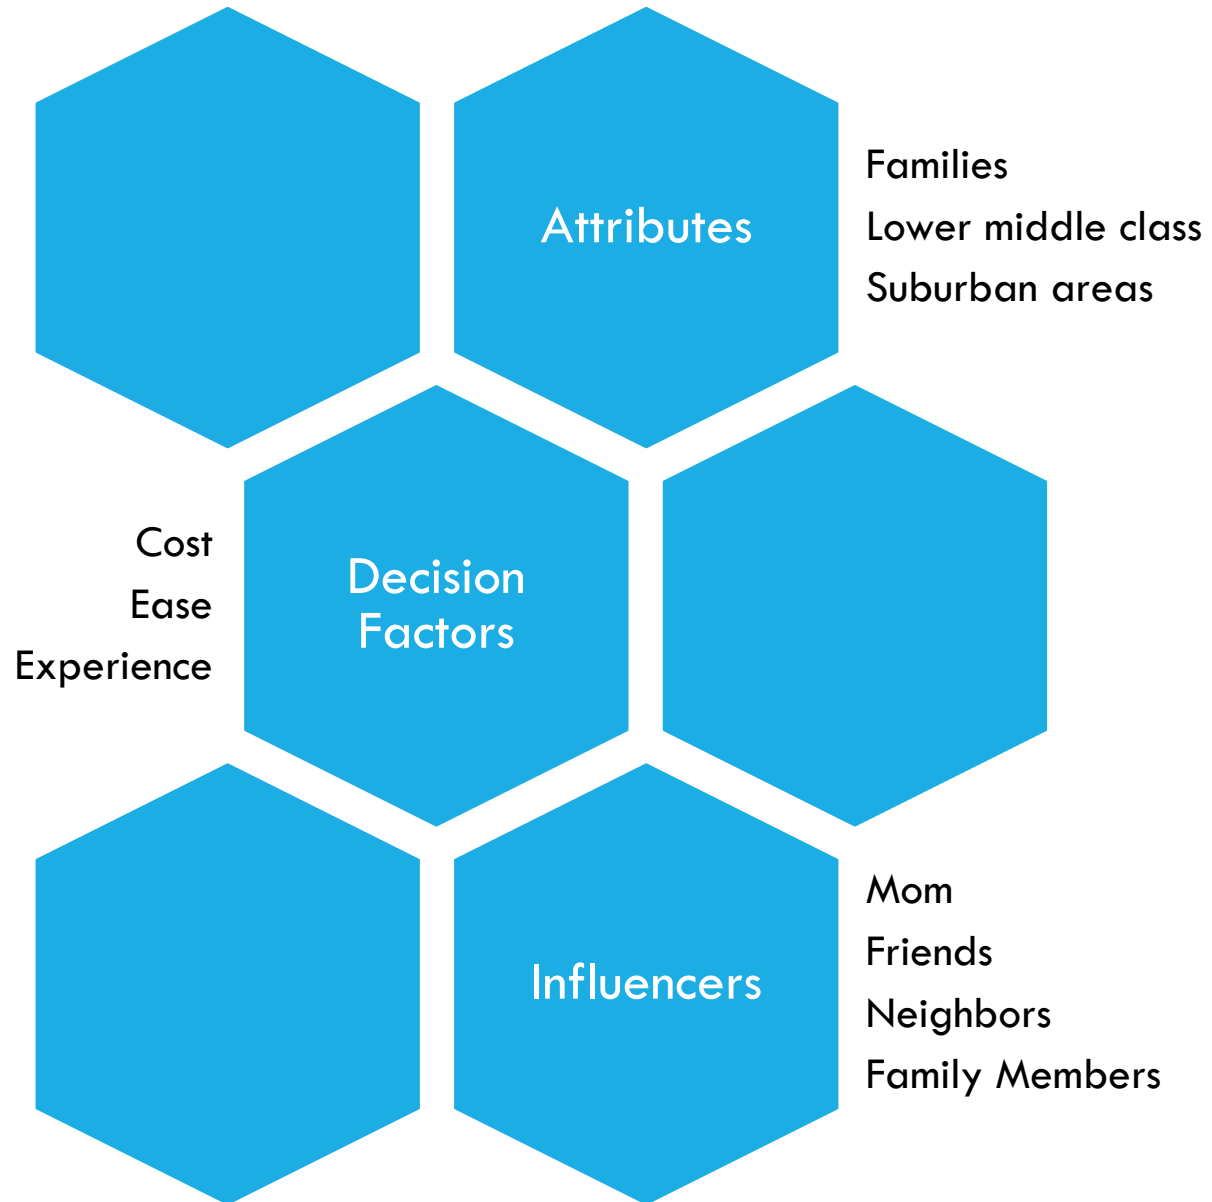 Attributes
Families
Lower middle class
Suburban areas
Decision
Factors
Cost
Ease
Experience
Influencers
Mom
Friends
Neighbors
Family Members